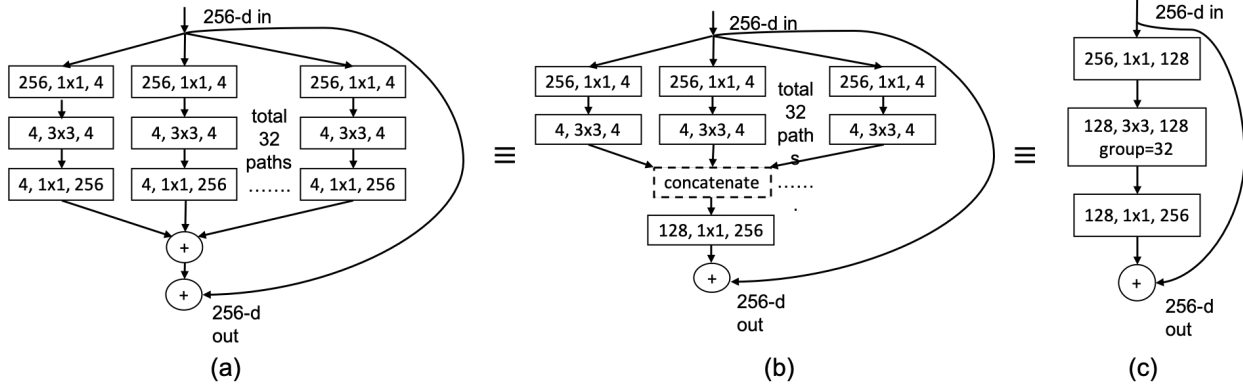 256-d in
256, 1x1, 4
256, 1x1, 4
256, 1x1, 4
4, 3x3, 4
4, 3x3, 4
total
32
paths
4, 3x3, 4
4, 1x1, 256
4, 1x1, 256
.......
4, 1x1, 256
+
+
256-d
out
(a)
≡
256-d in
256, 1x1, 4
256, 1x1, 4
256, 1x1, 4
4, 3x3, 4
4, 3x3, 4
total
32
path
s
4, 3x3, 4
concatenate
......
.
128, 1x1, 256
+
256-d
out
(b)
≡
256-d in
256, 1x1, 128
128, 3x3, 128
group=32
128, 1x1, 256
+
256-d
out
(c)